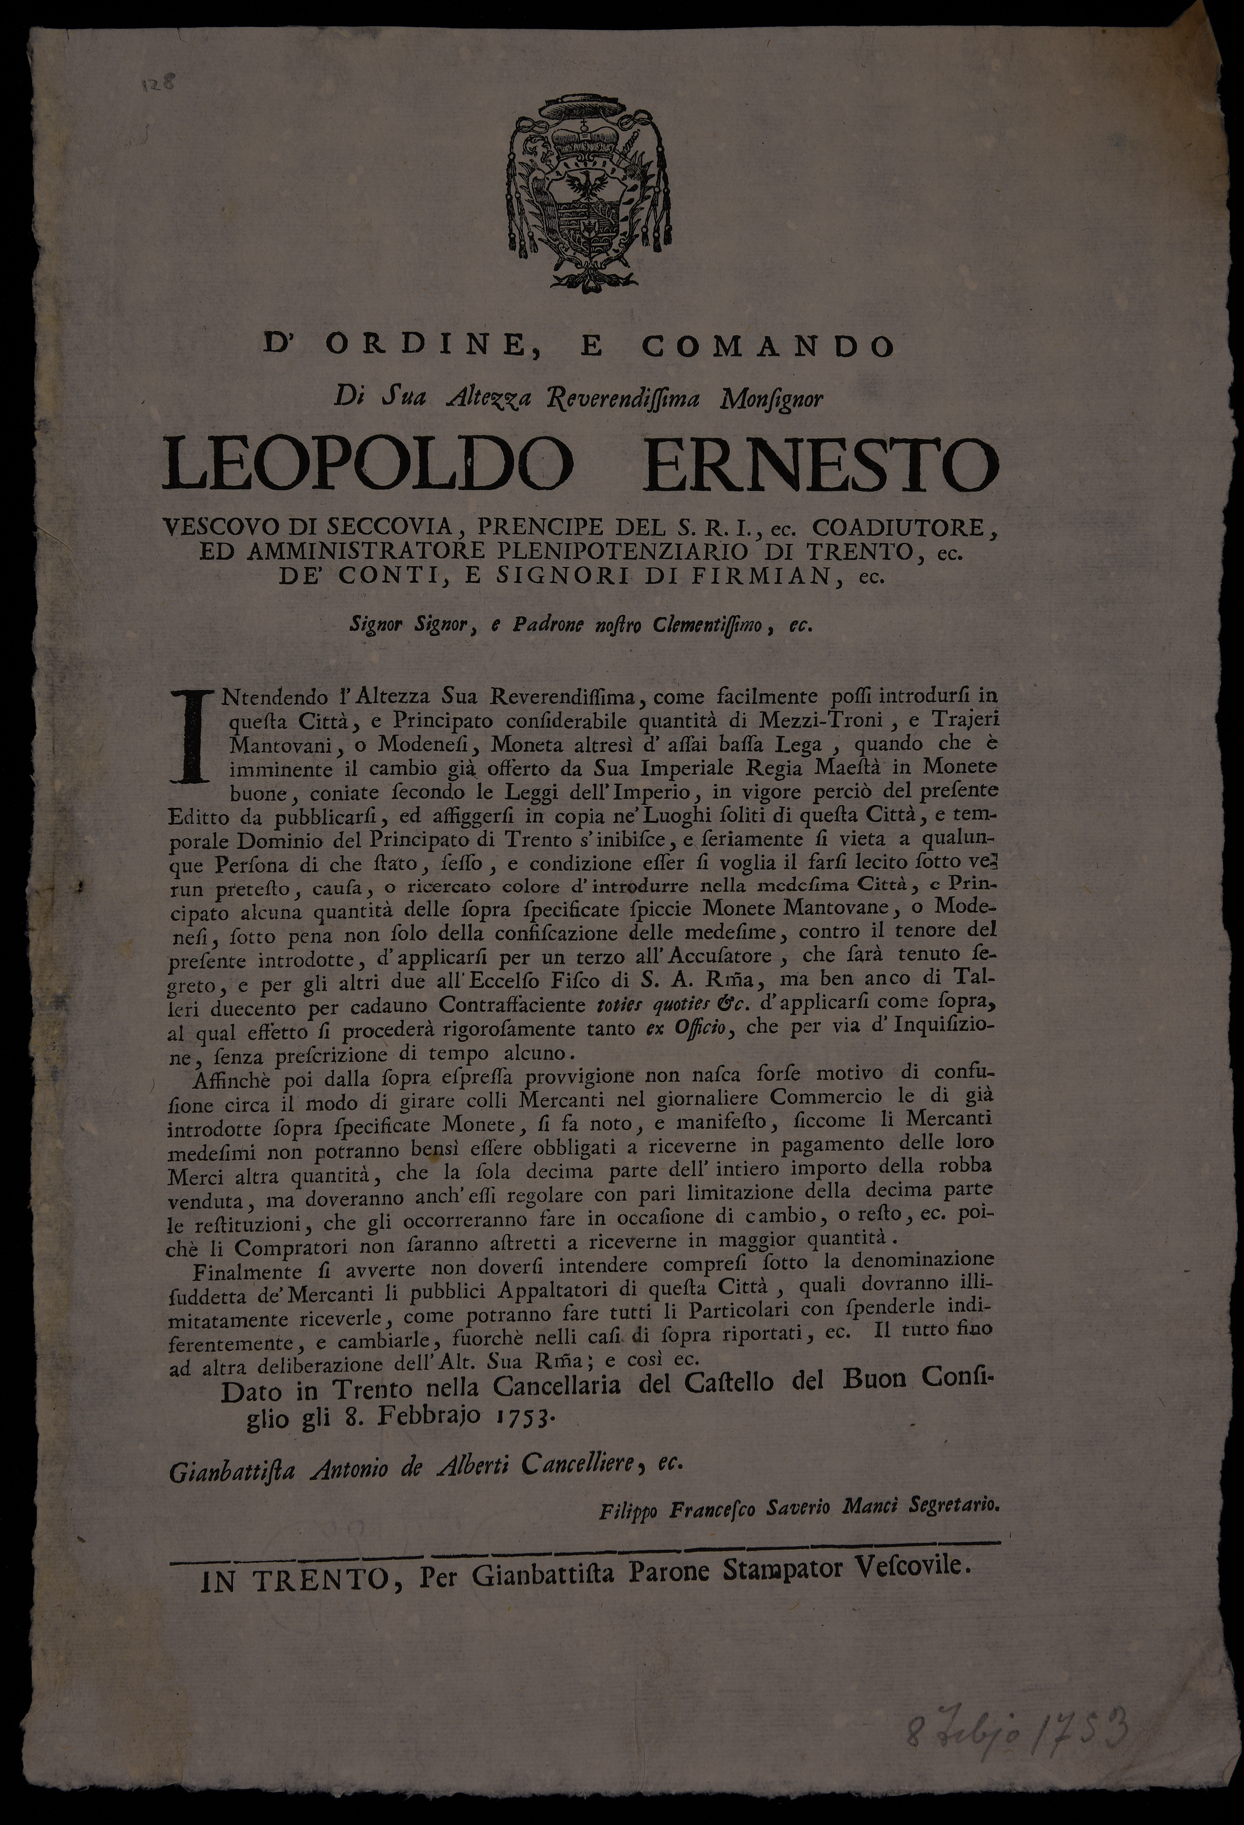 128
D' ORDINE, E COMANDO
Di Sua Altezza Reverendiſſima Monſignor
LEOPOLDO ERNESTO
VESCOVO DI SECCOVIA, PRENCIPE DEL S. R. I., ec. COADIUTORE,
ED AMMINISTRATORE PLENIPOTENZIARIO DI TRENTO, ec.
DE' CONTI, E SIGNORI DI FIRMIAN, ec.
Signor Signor, e Padrone noſtro Clementiſſimo, ec.
INtendendo l'Altezza Sua Reverendiſſima, come facilmente poſſi introdurſi in
queſta Città, e Principato conſiderabile quantità di Mezzi-Troni, e Trajeri
Mantovani, o Modeneſi, Moneta altresì d'aſſai baſſa Lega, quando che è
imminente il cambio già offerto da Sua Imperiale Regia Maeſtà in Monete
buone, coniate ſecondo le Leggi dell'Imperio, in vigore perciò del preſente
Editto da pubblicarſi, ed affiggerſi in copia ne' Luoghi ſoliti di queſta Città, e tem-
porale Dominio del Principato di Trento s'inibiſce, e ſeriamente ſi vieta a qualun-
que Perſona di che ſtato, ſeſſo, e condizione eſſer ſi voglia il farſi lecito ſotto ve-
run preteſto, cauſa, o ricercato colore d'introdurre nella medeſima Città, e Prin-
cipato alcuna quantità delle ſopra ſpecificate ſpiccie Monete Mantovane, o Mode-
neſi, ſotto pena non ſolo della confiſcazione delle medeſime, contro il tenore del
preſente introdotte, d'applicarſi per un terzo all'Accuſatore, che ſarà tenuto ſe-
greto, e per gli altri due all'Eccelſo Fiſco di S. A. Rm̃a, ma ben anco di Tal-
leri duecento per cadauno Contraffaciente toties quoties &c. d'applicarſi come ſopra,
al qual effetto ſi procederà rigoroſamente tanto ex Officio, che per via d'Inquiſizio-
ne, ſenza preſcrizione di tempo alcuno.
Affinchè poi dalla ſopra eſpreſſa provvigione non naſca forſe motivo di confu-
ſione circa il modo di girare colli Mercanti nel giornaliere Commercio le di già
introdotte ſopra ſpecificate Monete, ſi fa noto, e manifeſto, ſiccome li Mercanti
medeſimi non potranno bensì eſſere obbligati a riceverne in pagamento delle loro
Merci altra quantità, che la ſola decima parte dell'intiero importo della robba
venduta, ma doveranno anch'eſſi regolare con pari limitazione della decima parte
le reſtituzioni, che gli occorreranno fare in occaſione di cambio, o reſto, ec. poi-
chè li Compratori non ſaranno aſtretti a riceverne in maggior quantità.
Finalmente ſi avverte non doverſi intendere compreſi ſotto la denominazione
ſuddetta de' Mercanti li pubblici Appaltatori di queſta Città, quali dovranno illi-
mitatamente riceverle, come potranno fare tutti li Particolari con ſpenderle indi-
ferentemente, e cambiarle, fuorchè nelli caſi di ſopra riportati, ec. Il tutto fino
ad altra deliberazione dell'Alt. Sua Rm̃a; e così ec.
Dato in Trento nella Cancellaria del Caſtello del Buon Conſi-
glio gli 8. Febbrajo 1753.
Gianbattiſta Antonio de Alberti Cancelliere, ec.
Filippo Franceſco Saverio Manci Segretario.
IN TRENTO, Per Gianbattiſta Parone Stampator Veſcovile.
8 Febjo 1753